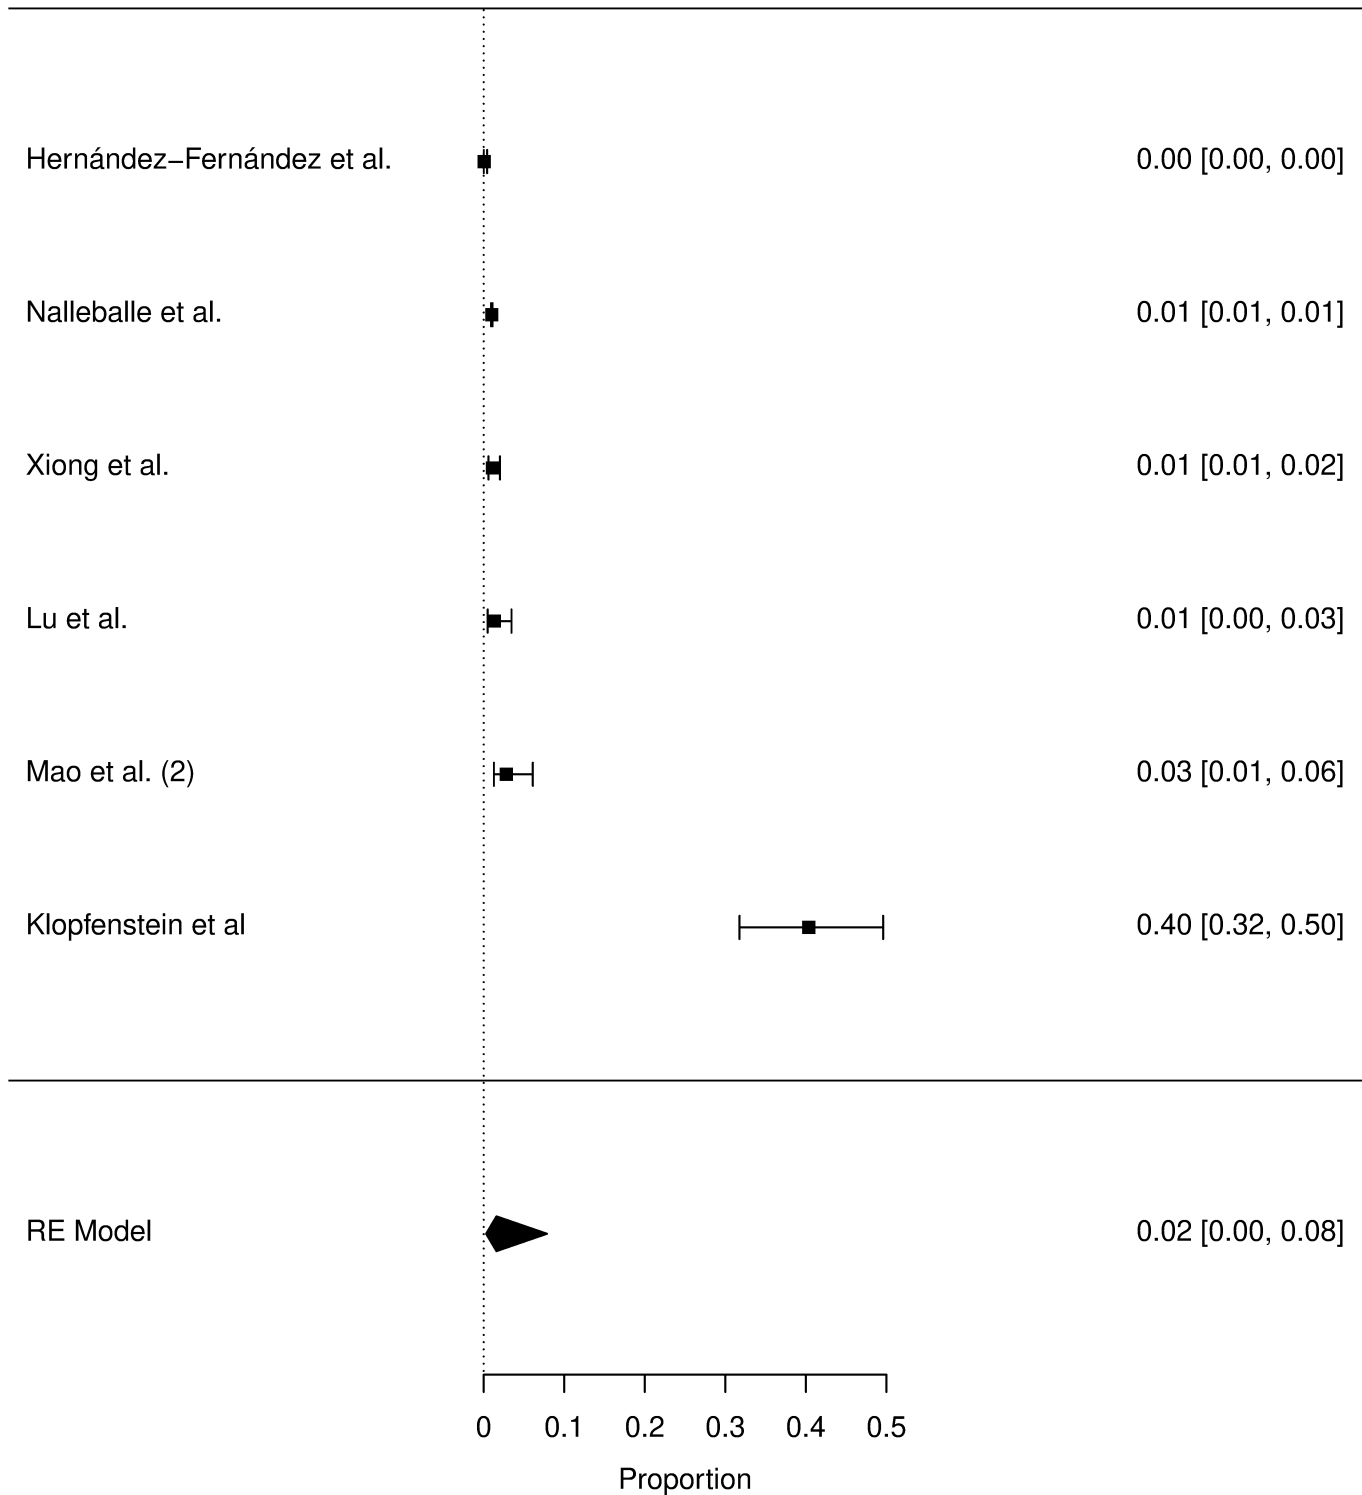 Hernández−Fernández et al. 0.00 [0.00, 0.00]
Nalleballe et al. 0.01 [0.01, 0.01]
Xiong et al. 0.01 [0.01, 0.02]
Lu et al. 0.01 [0.00, 0.03]
Mao et al. (2) 0.03 [0.01, 0.06]
Klopfenstein et al 0.40 [0.32, 0.50]
RE Model 0.02 [0.00, 0.08]
0 0.1 0.2 0.3 0.4 0.5
Proportion